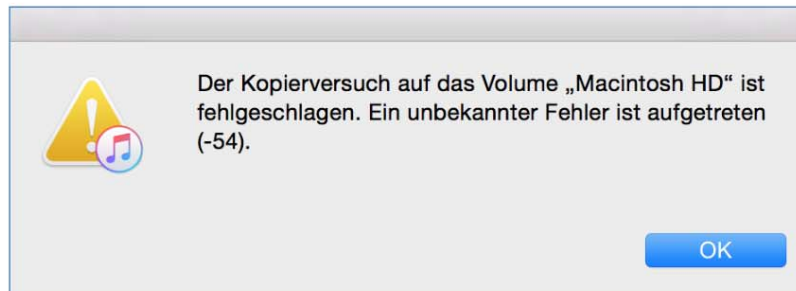 Der Kopierversuch auf das Volume „Macintosh HD“ ist
fehlgeschlagen. Ein unbekannter Fehler ist aufgetreten
(-54).
OK